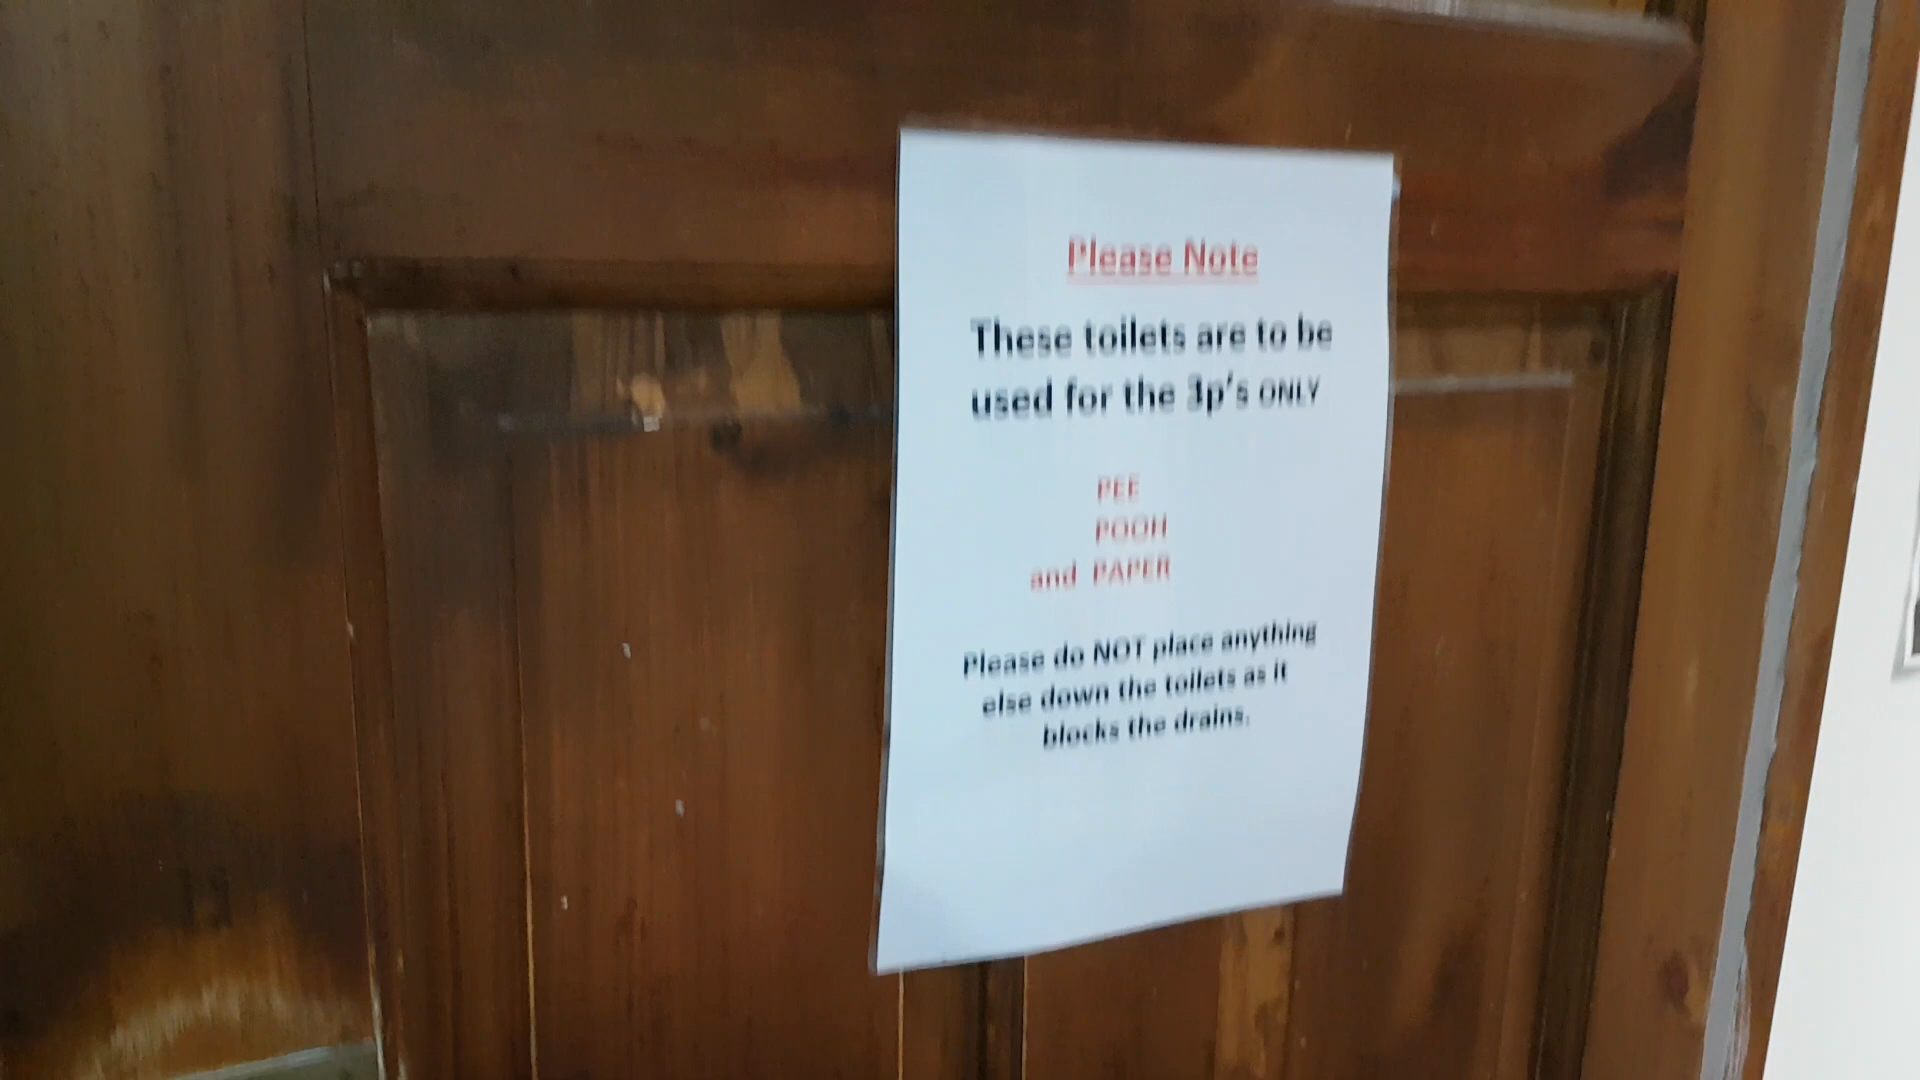 Please Note
These toilets are to be
used for the 3p's ONLY
PEE
POOH
and PAPER
Please do NOT place anything
else down the toilets as it
blocks the drains.